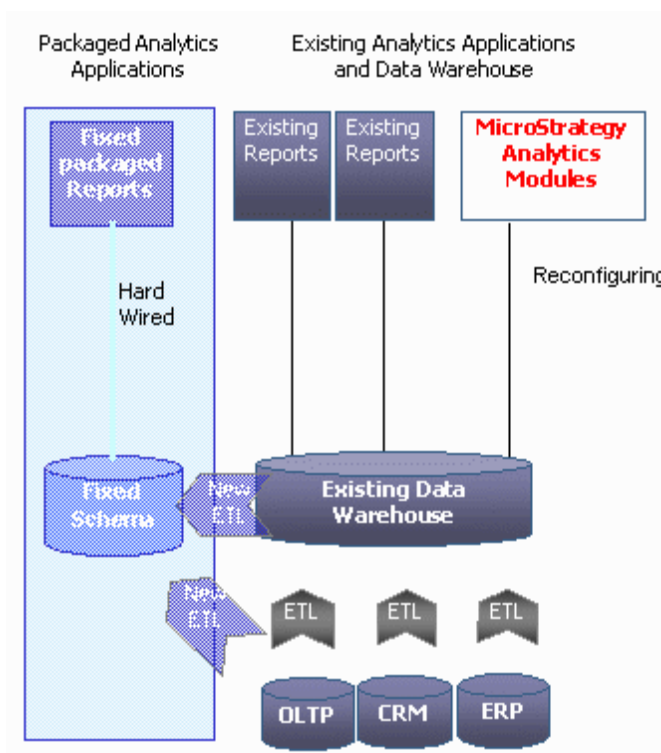 Packaged Analytics
Applications
Existing Analytics Applications
and Data Warehouse
Fixed
packaged
Reports
Existing
Reports
Existing
Reports
MicroStrategy
Analytics
Modules
Hard
Wired
Reconfiguring
Fixed
Schema
New
ETL
Existing Data
Warehouse
New
ETL
ETL
ETL
ETL
OLTP
CRM
ERP